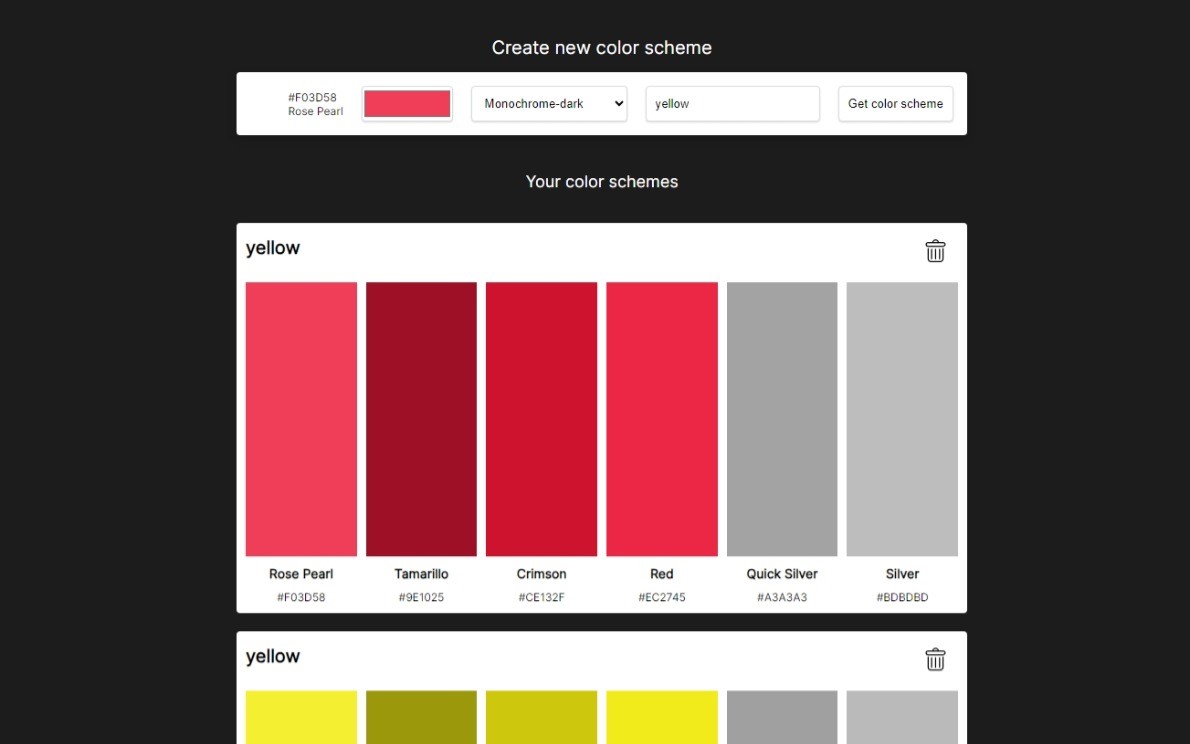 Create new color scheme
#F03D58
Rose Pearl
Monochrome-dark
yellow
Get color scheme
Your color schemes
yellow
Rose Pearl Tamarillo Crimson Red Quick Silver Silver
#F03D58 #9E1025 #CE132F #EC2745 #A3A3A3 #BDBDBD
yellow